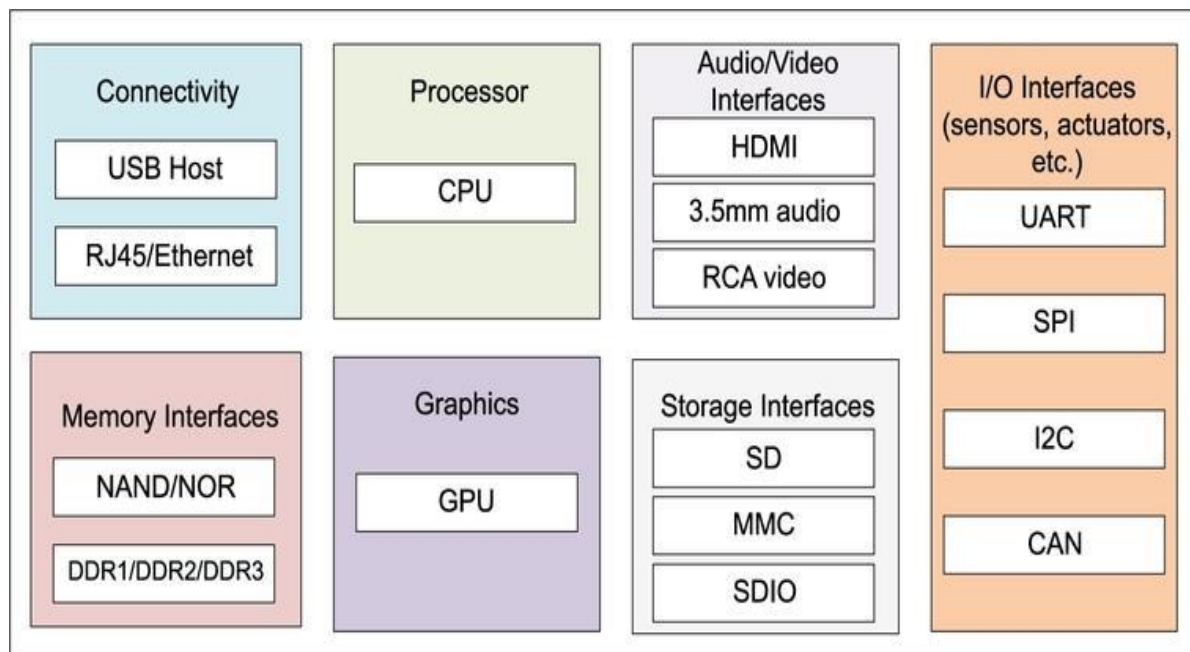 Connectivity
USB Host
RJ45/Ethernet
Processor
CPU
Audio/Video
Interfaces
HDMI
3.5mm audio
RCA video
I/O Interfaces
(sensors, actuators,
etc.)
UART
SPI
I2C
CAN
Memory Interfaces
NAND/NOR
DDR1/DDR2/DDR3
Graphics
GPU
Storage Interfaces
SD
MMC
SDIO